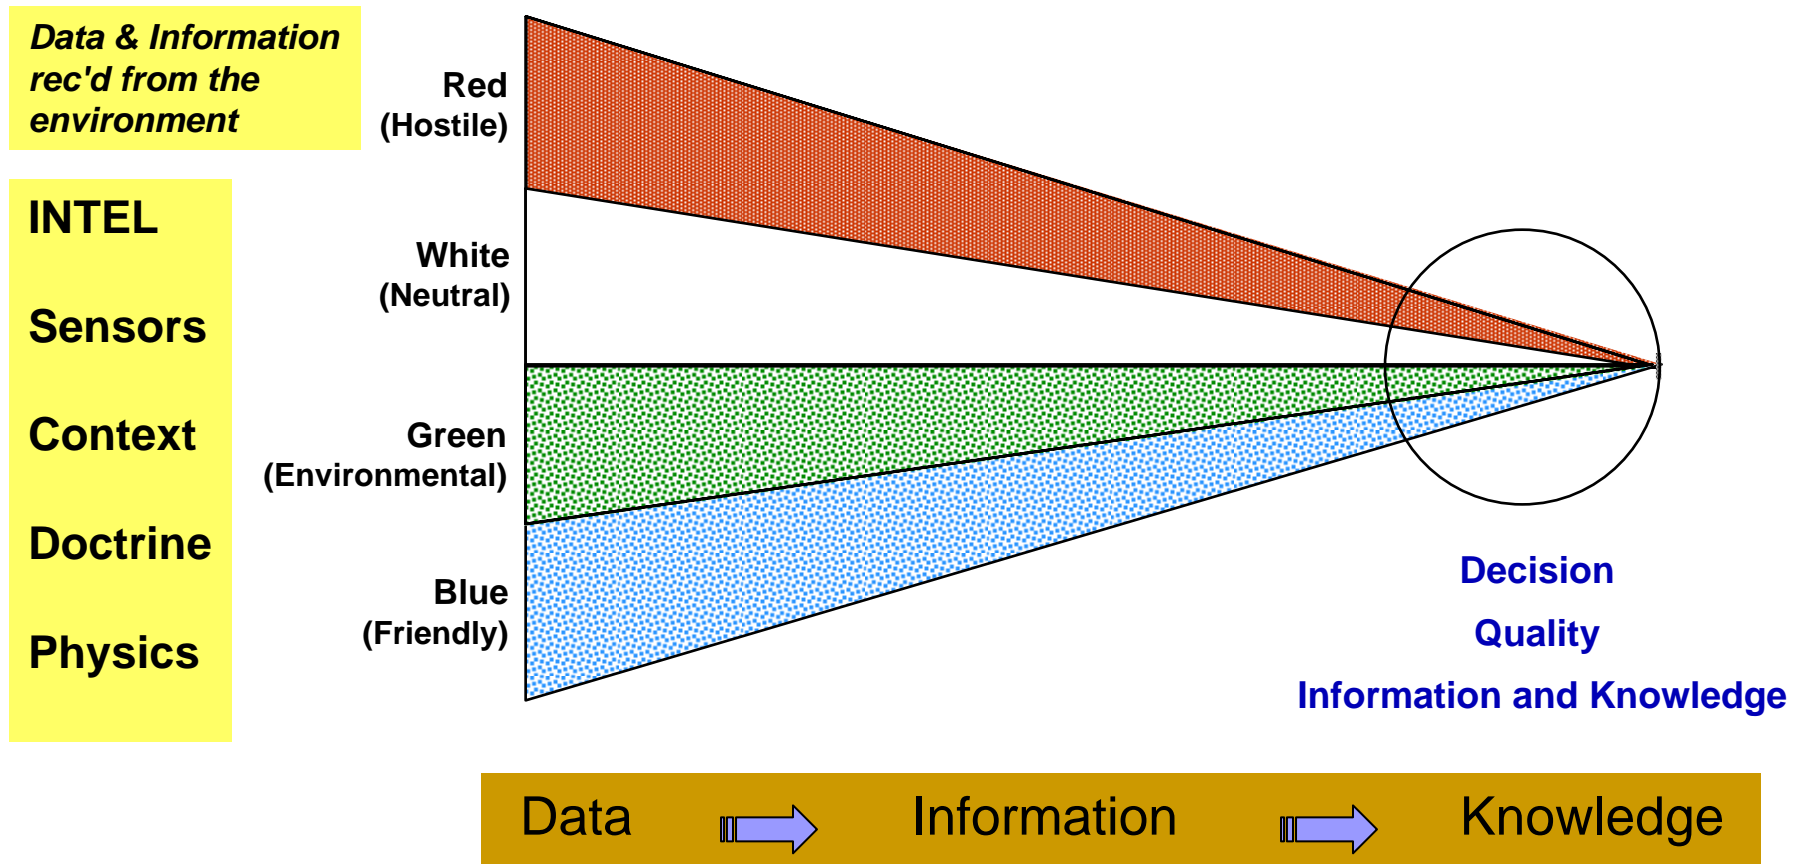 Data & Information
rec'd from the
environment
INTEL
Sensors
Context
Doctrine
Physics
Red
(Hostile)
White
(Neutral)
Green
(Environmental)
Blue
(Friendly)
Decision
Quality
Information and Knowledge
Data
Information
Knowledge